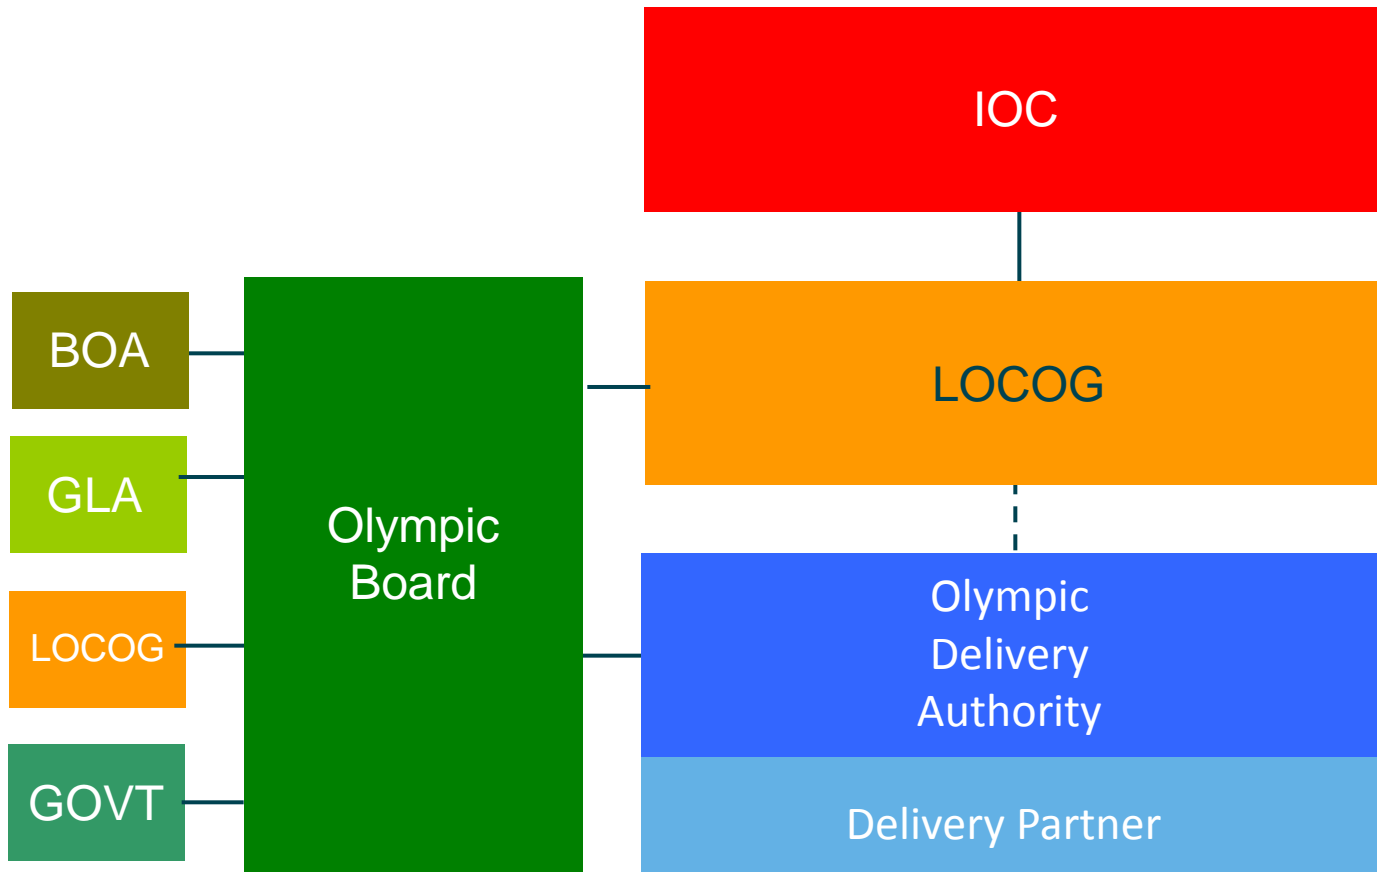 IOC
BOA
LOCOG
GLA
Olympic
Board
LOCOG
GOVT
Olympic
Delivery
Authority
Delivery Partner